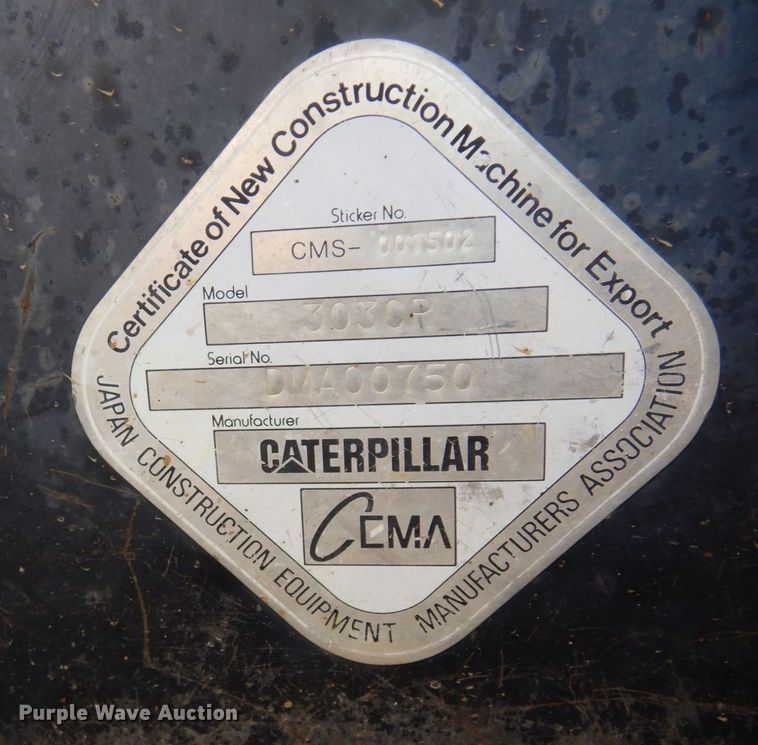 Certificate of New Construction Machine for Export
Sticker No.
CMS- 001502
Model
303CR
Serial No.
DMA00750
Manufacturer
CATERPILLAR
CEMA
JAPAN CONSTRUCTION EQUIPMENT MANUFACTURERS ASSOCIATION
Purple Wave Auction